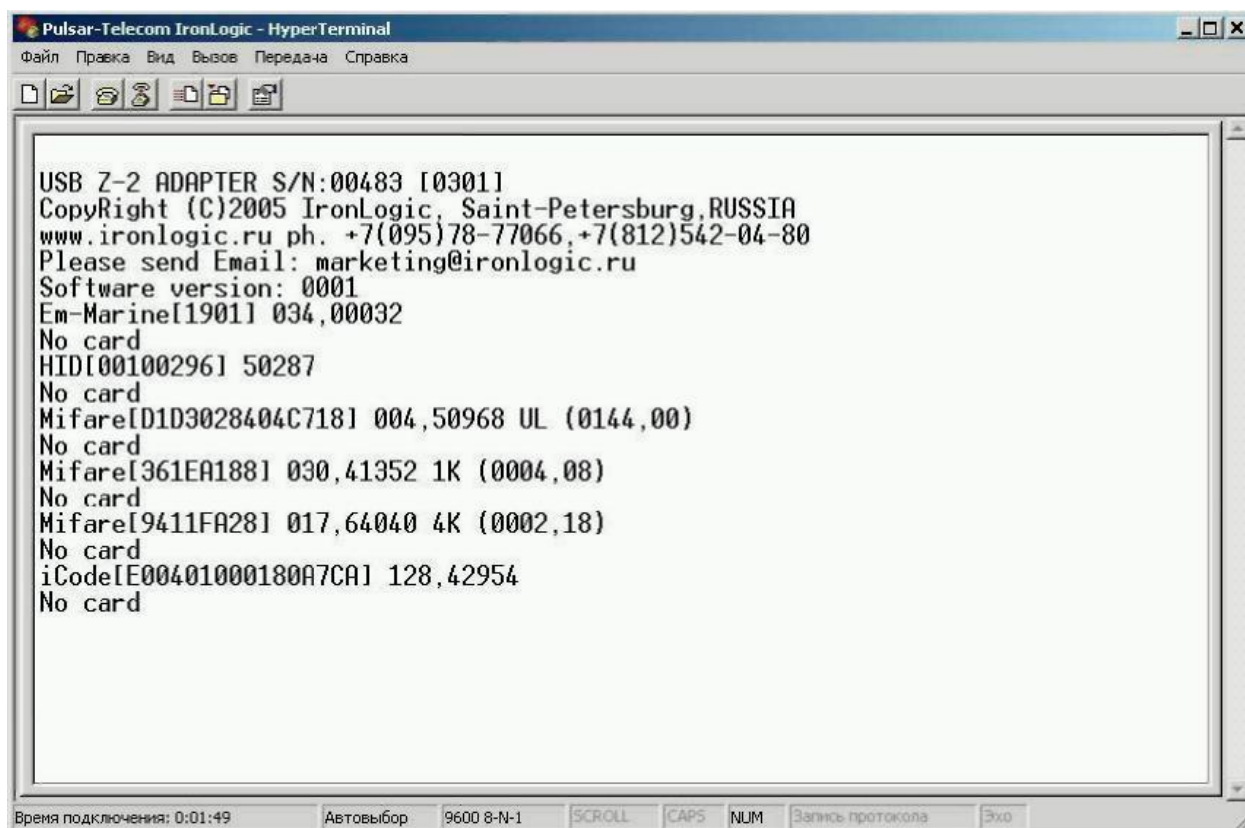 Pulsar-Telecom IronLogic - HyperTerminal
Файл Правка Вид Вызов Передача Справка
USB Z-2 ADAPTER S/N:00483 [0301]
CopyRight (C)2005 IronLogic, Saint-Petersburg,RUSSIA
www.ironlogic.ru ph. +7(095)78-77066,+7(812)542-04-80
Please send Email: marketing@ironlogic.ru
Software version: 0001
Em-Marine[1901] 034,00032
No card
HID[00100296] 50287
No card
Mifare[D1D3028404C718] 004,50968 UL (0144,00)
No card
Mifare[361EA188] 030,41352 1K (0004,08)
No card
Mifare[9411FA28] 017,64040 4K (0002,18)
No card
iCode[E00401000180A7CA] 128,42954
No card
Время подключения: 0:01:49 Автовыбор 9600 8-N-1 SCROLL CAPS NUM Запись протокола Эхо